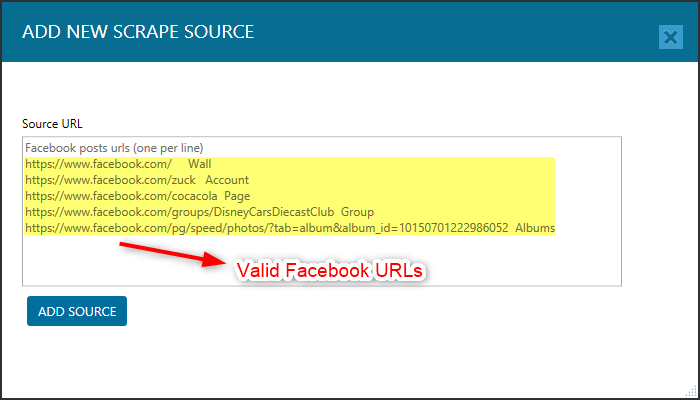 ADD NEW SCRAPE SOURCE
Source URL
Facebook posts urls (one per line)
https://www.facebook.com/ Wall
https://www.facebook.com/zuck Account
https://www.facebook.com/cocacola Page
https://www.facebook.com/groups/DisneyCarsDiecastClub Group
https://www.facebook.com/pg/speed/photos/?tab=album&album_id=10150701222986052 Albums
Valid Facebook URLs
ADD SOURCE